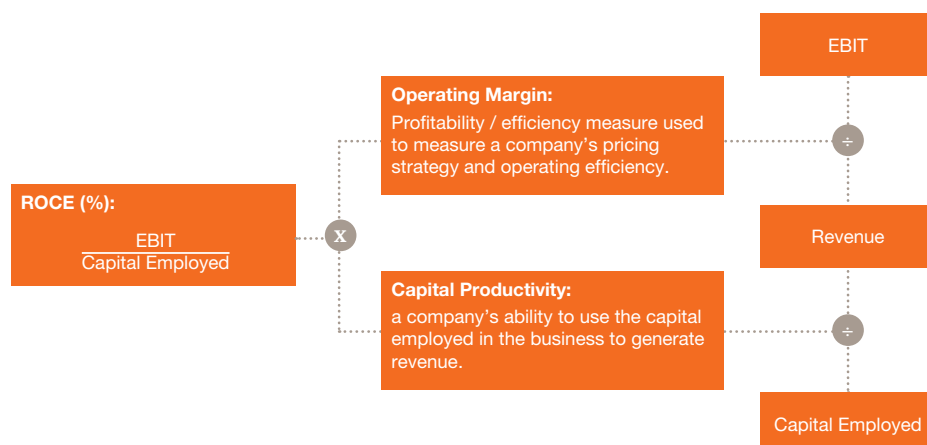 EBIT
Operating Margin:
Profitability / efficiency measure used
to measure a company's pricing
strategy and operating efficiency.
÷
ROCE (%):
EBIT
Capital Employed
X
Revenue
Capital Productivity:
a company's ability to use the capital
employed in the business to generate
revenue.
÷
Capital Employed